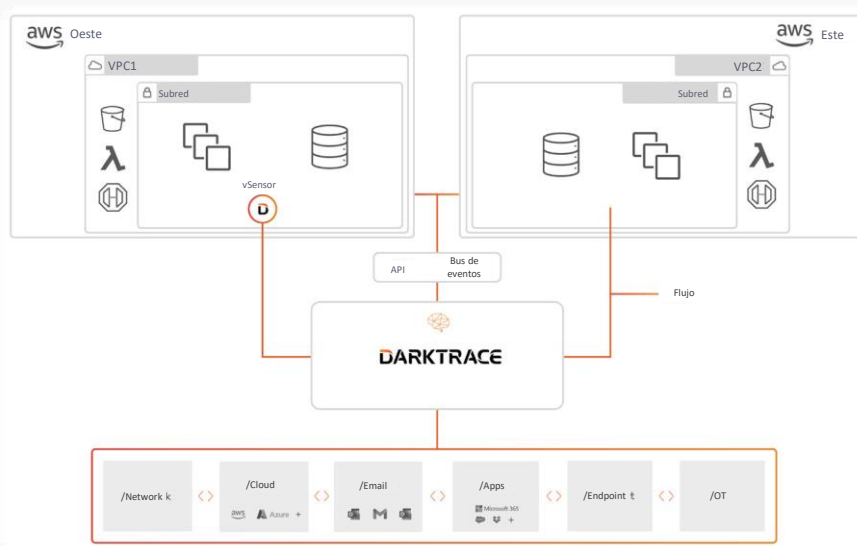 aws Oeste
aws Este
VPC1
VPC2
Subred
Subred
vSensor
D
API
Bus de
eventos
Flujo
DARKTRACE
/Network k
/Cloud
aws Azure +
/Email
/Apps
Microsoft 365
+
/Endpoint t
/OT